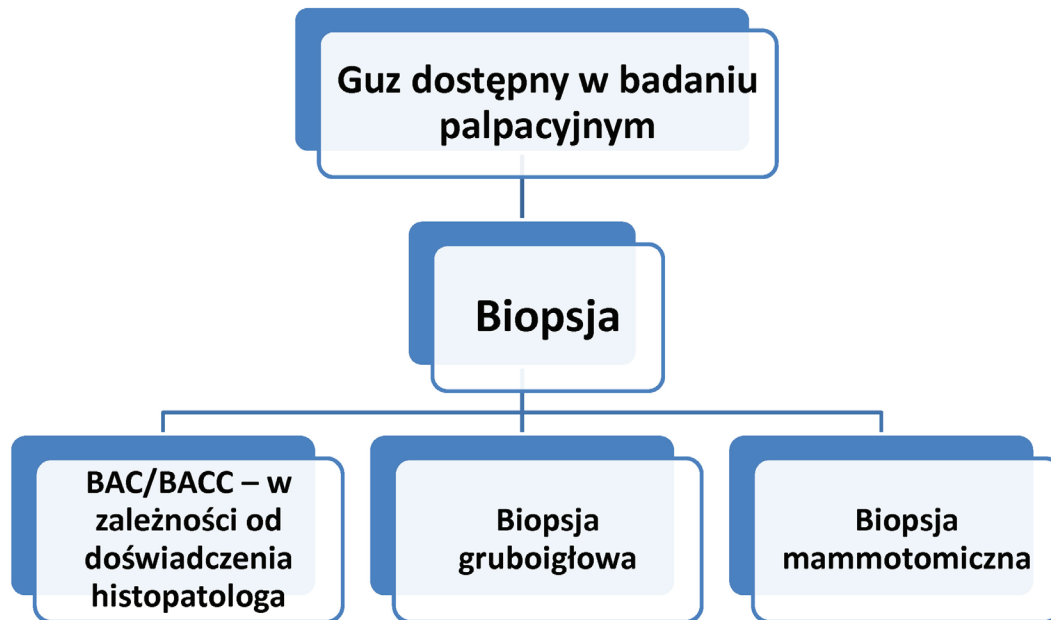 Guz dostępny w badaniu
palpacyjnym
Biopsja
BAC/BACC – w
zależności od
doświadczenia
histopatologa
Biopsja
gruboigłowa
Biopsja
mammotomiczna